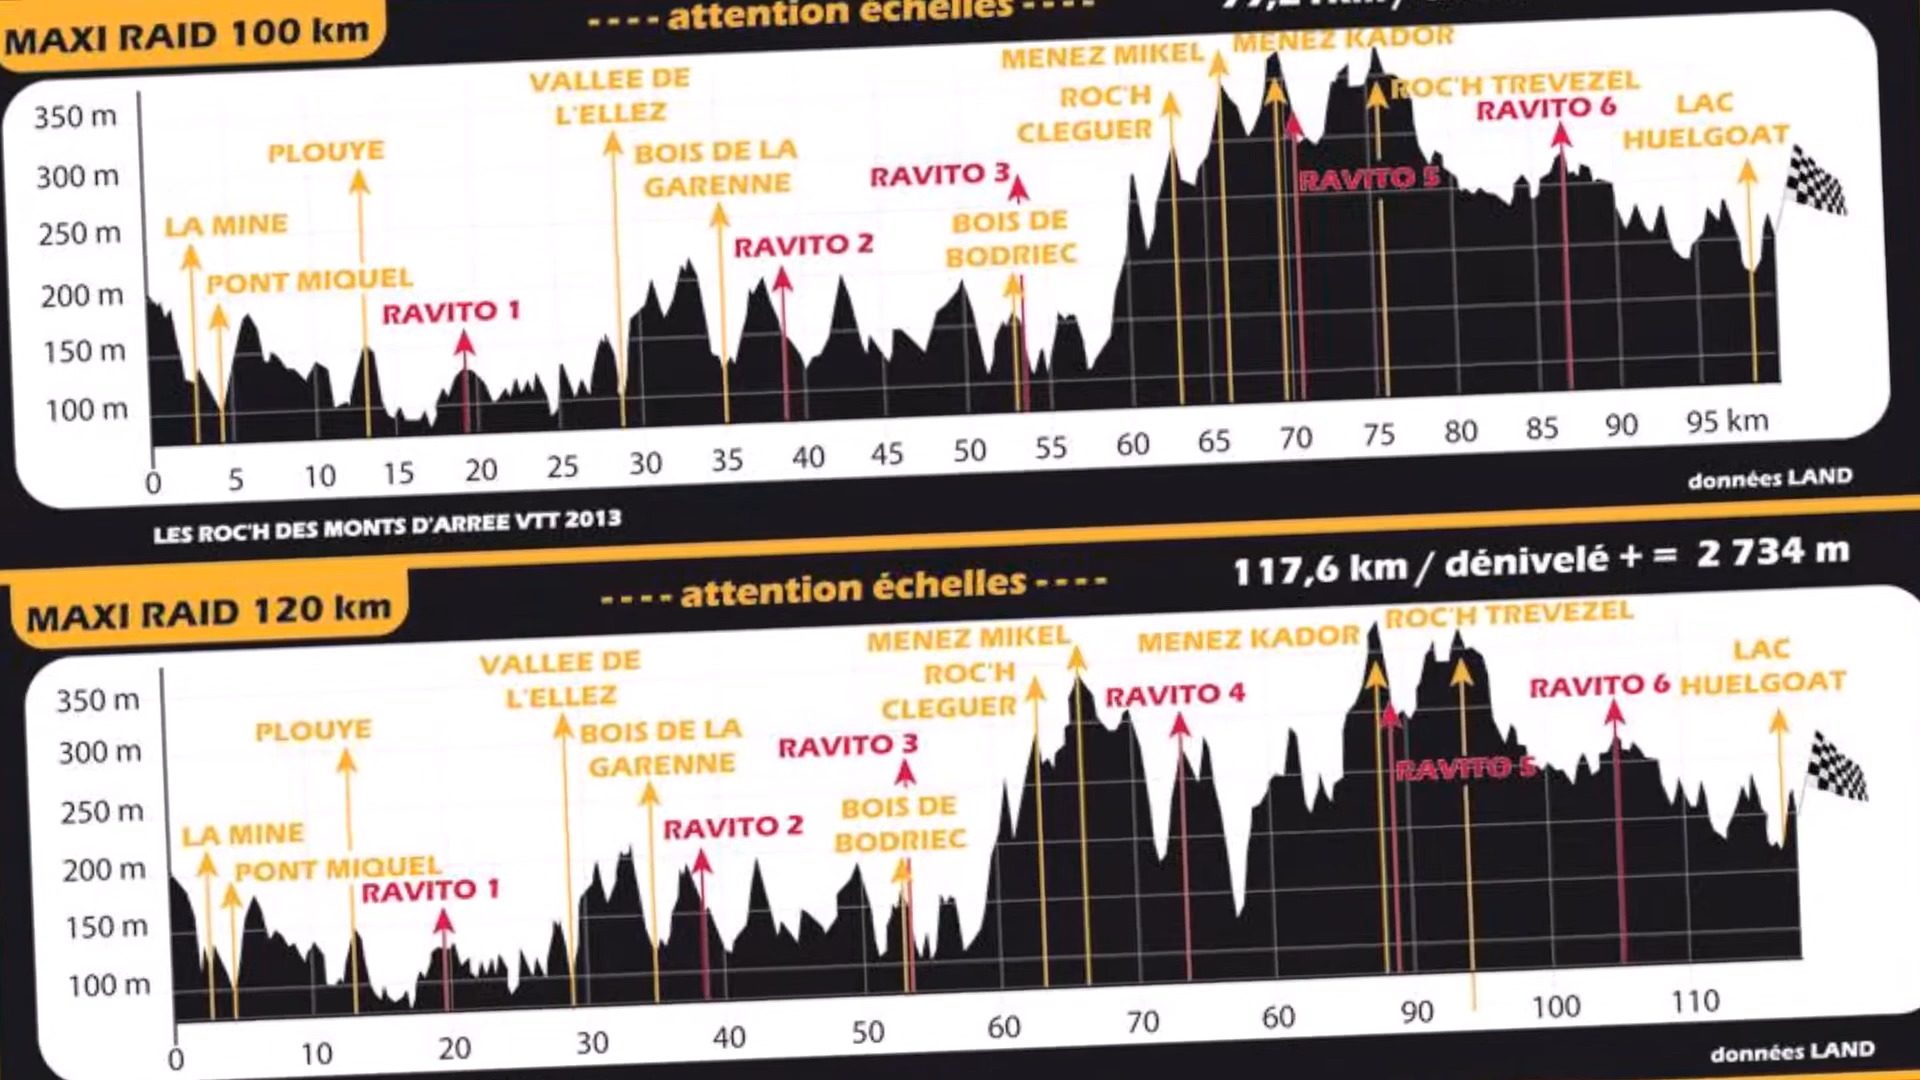 MAXI RAID 100 km
---- attention échelles ----
MENEZ MIKEL
MENEZ KADOR
VALLEE DE
L'ELLEZ
ROC'H
CLEGUER
ROC'H TREVEZEL
RAVITO 6
LAC
HUELGOAT
350 m
PLOUYE
BOIS DE LA
GARENNE
RAVITO 3
RAVITO 5
300 m
LA MINE
BOIS DE
BODRIEC
250 m
RAVITO 2
PONT MIQUEL
200 m
RAVITO 1
150 m
100 m
0 5 10 15 20 25 30 35 40 45 50 55 60 65 70 75 80 85 90 95 km
données LAND
LES ROC'H DES MONTS D'ARREE VTT 2013
117,6 km / dénivelé + = 2 734 m
MAXI RAID 120 km
---- attention échelles ----
MENEZ MIKEL
MENEZ KADOR
ROC'H TREVEZEL
VALLEE DE
L'ELLEZ
ROC'H
CLEGUER
RAVITO 4
RAVITO 6
LAC
HUELGOAT
350 m
PLOUYE
BOIS DE LA
GARENNE
RAVITO 3
RAVITO 5
300 m
250 m
LA MINE
RAVITO 2
BOIS DE
BODRIEC
200 m
PONT MIQUEL
RAVITO 1
150 m
100 m
0 10 20 30 40 50 60 70 60 90 100 110
données LAND